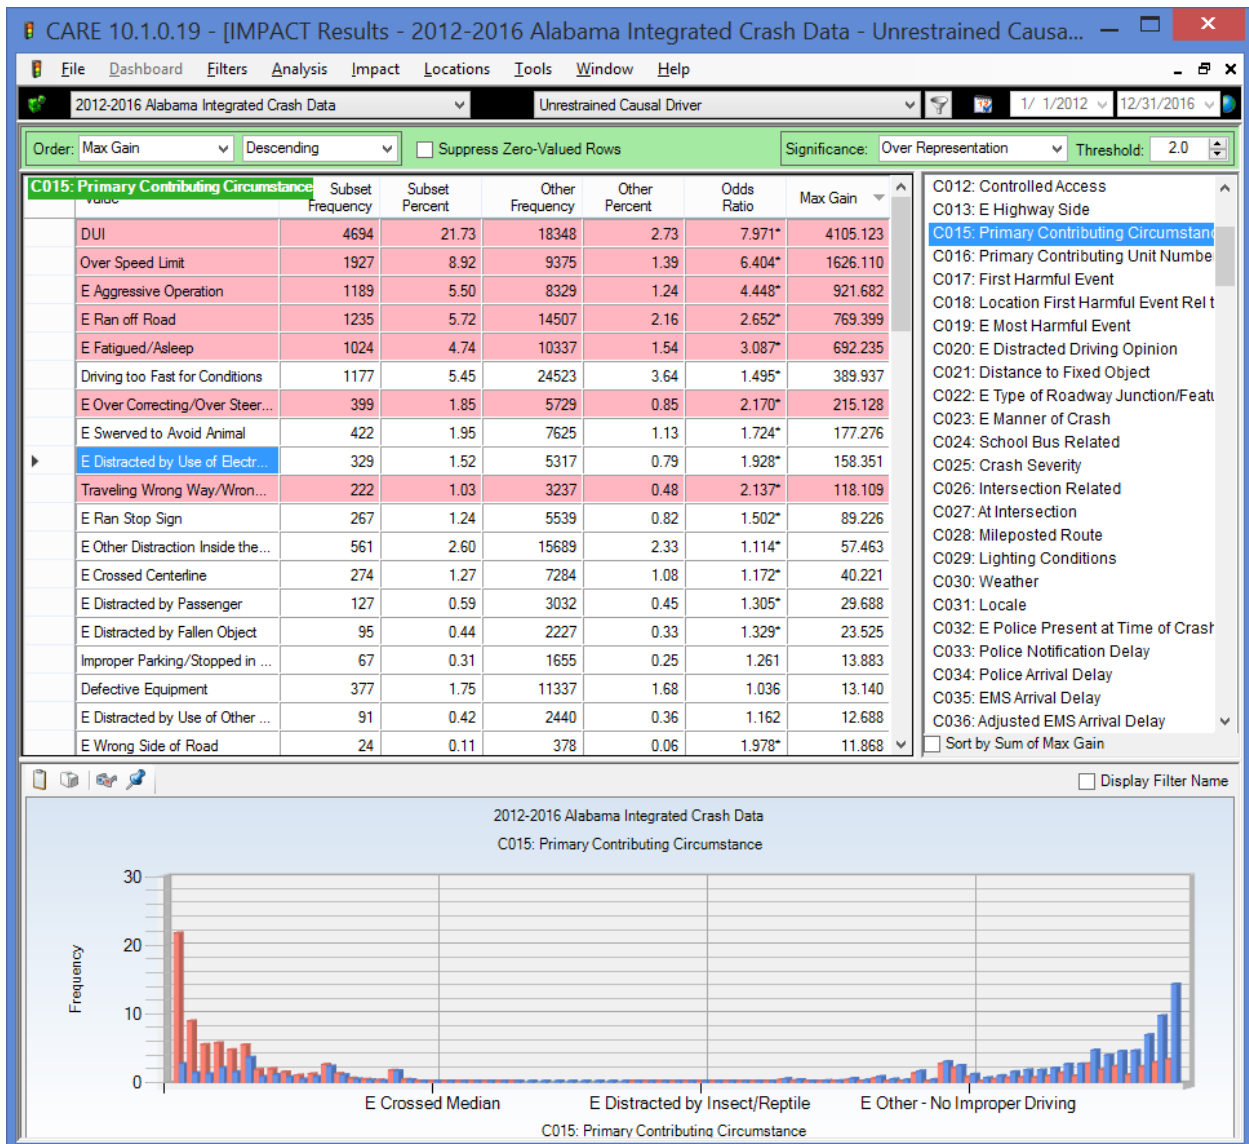 CARE 10.1.0.19 - [IMPACT Results - 2012-2016 Alabama Integrated Crash Data - Unrestrained Causa...
File Dashboard Filters Analysis Impact Locations Tools Window Help
2012-2016 Alabama Integrated Crash Data Unrestrained Causal Driver 1/ 1/2012 12/31/2016
Order: Max Gain Descending Suppress Zero-Valued Rows Significance: Over Representation Threshold: 2.0
C015: Primary Contributing Circumstance
Value Subset Frequency Subset Percent Other Frequency Other Percent Odds Ratio Max Gain
DUI 4694 21.73 18348 2.73 7.971* 4105.123
Over Speed Limit 1927 8.92 9375 1.39 6.404* 1626.110
E Aggressive Operation 1189 5.50 8329 1.24 4.448* 921.682
E Ran off Road 1235 5.72 14507 2.16 2.652* 769.399
E Fatigued/Asleep 1024 4.74 10337 1.54 3.087* 692.235
Driving too Fast for Conditions 1177 5.45 24523 3.64 1.495* 389.937
E Over Correcting/Over Steer... 399 1.85 5729 0.85 2.170* 215.128
E Swerved to Avoid Animal 422 1.95 7625 1.13 1.724* 177.276
E Distracted by Use of Electr... 329 1.52 5317 0.79 1.928* 158.351
Traveling Wrong Way/Wron... 222 1.03 3237 0.48 2.137* 118.109
E Ran Stop Sign 267 1.24 5539 0.82 1.502* 89.226
E Other Distraction Inside the... 561 2.60 15689 2.33 1.114* 57.463
E Crossed Centerline 274 1.27 7284 1.08 1.172* 40.221
E Distracted by Passenger 127 0.59 3032 0.45 1.305* 29.688
E Distracted by Fallen Object 95 0.44 2227 0.33 1.329* 23.525
Improper Parking/Stopped in ... 67 0.31 1655 0.25 1.261 13.883
Defective Equipment 377 1.75 11337 1.68 1.036 13.140
E Distracted by Use of Other ... 91 0.42 2440 0.36 1.162 12.688
E Wrong Side of Road 24 0.11 378 0.06 1.978* 11.868
C012: Controlled Access
C013: E Highway Side
C015: Primary Contributing Circumstanc
C016: Primary Contributing Unit Numbe
C017: First Harmful Event
C018: Location First Harmful Event Rel t
C019: E Most Harmful Event
C020: E Distracted Driving Opinion
C021: Distance to Fixed Object
C022: E Type of Roadway Junction/Featu
C023: E Manner of Crash
C024: School Bus Related
C025: Crash Severity
C026: Intersection Related
C027: At Intersection
C028: Mileposted Route
C029: Lighting Conditions
C030: Weather
C031: Locale
C032: E Police Present at Time of Crash
C033: Police Notification Delay
C034: Police Arrival Delay
C035: EMS Arrival Delay
C036: Adjusted EMS Arrival Delay
Sort by Sum of Max Gain
Display Filter Name
2012-2016 Alabama Integrated Crash Data
C015: Primary Contributing Circumstance
30
20
10
0
Frequency
E Crossed Median E Distracted by Insect/Reptile E Other - No Improper Driving
C015: Primary Contributing Circumstance